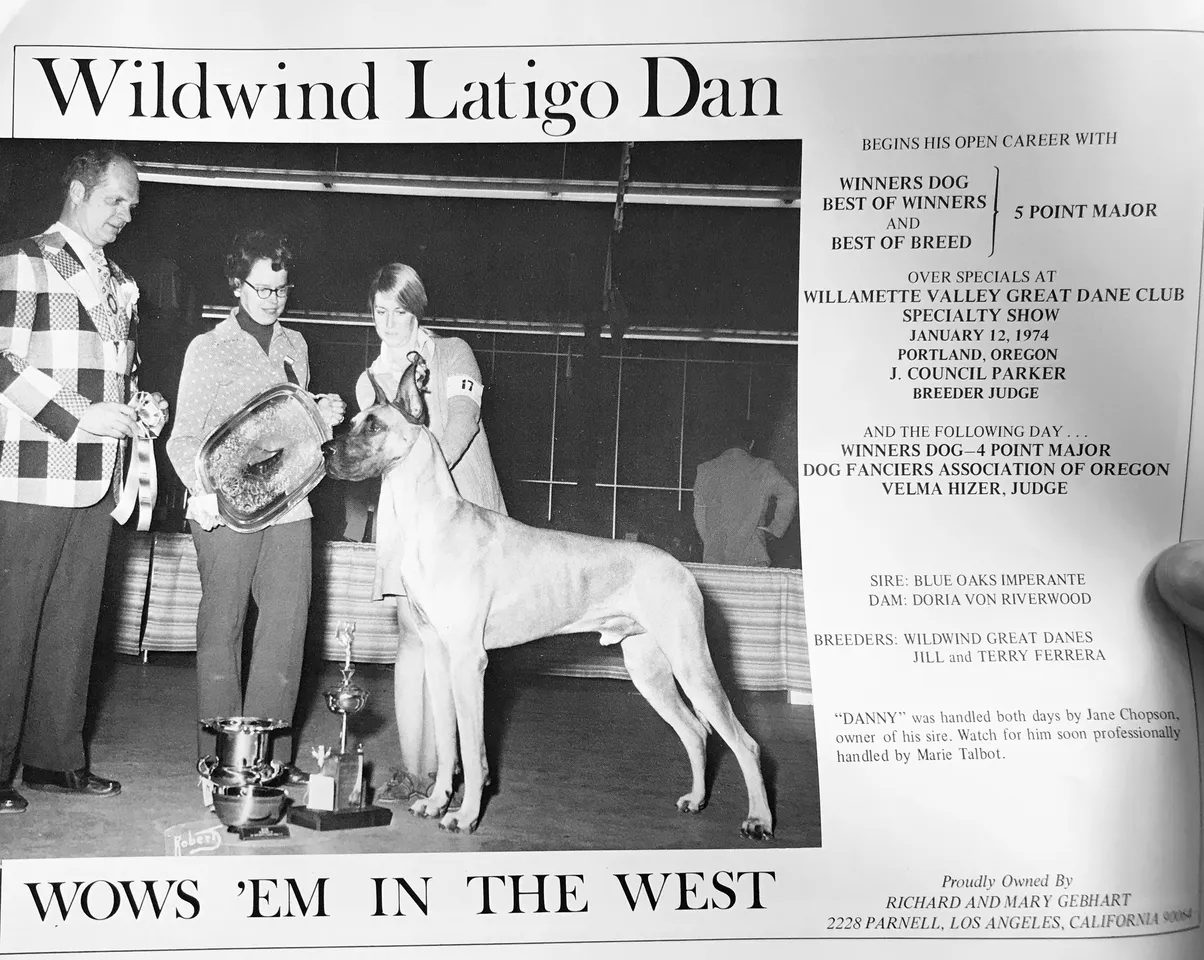 Wildwind Latigo Dan
17
Robert
WOWS 'EM IN THE WEST
BEGINS HIS OPEN CAREER WITH
WINNERS DOG
BEST OF WINNERS
AND
BEST OF BREED
5 POINT MAJOR
OVER SPECIALS AT
WILLAMETTE VALLEY GREAT DANE CLUB
SPECIALTY SHOW
JANUARY 12, 1974
PORTLAND, OREGON
J. COUNCIL PARKER
BREEDER JUDGE
AND THE FOLLOWING DAY . . .
WINNERS DOG—4 POINT MAJOR
DOG FANCIERS ASSOCIATION OF OREGON
VELMA HIZER, JUDGE
SIRE: BLUE OAKS IMPERANTE
DAM: DORIA VON RIVERWOOD
BREEDERS: WILDWIND GREAT DANES
JILL and TERRY FERRERA
"DANNY" was handled both days by Jane Chopson,
owner of his sire. Watch for him soon professionally
handled by Marie Talbot.
Proudly Owned By
RICHARD AND MARY GEBHART
2228 PARNELL, LOS ANGELES, CALIFORNIA 90064